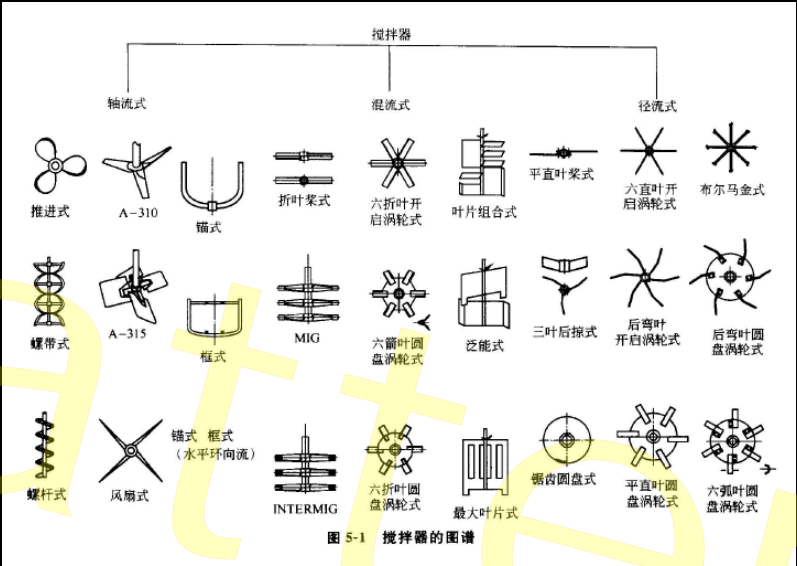 搅拌器
轴流式
混流式
径流式
推进式
A-310
锚式
折叶桨式
六折叶开
启涡轮式
叶片组合式
平直叶桨式
六直叶开
启涡轮式
布尔马金式
螺带式
A-315
框式
MIG
六箭叶圆
盘涡轮式
泛能式
三叶后掠式
后弯叶
开启涡轮式
后弯叶圆
盘涡轮式
螺杆式
风扇式
锚式 框式
(水平环向流)
INTERMIG
六折叶圆
盘涡轮式
最大叶片式
锯齿圆盘式
平直叶圆
盘涡轮式
六弧叶圆
盘涡轮式
图 5-1 搅拌器的图谱